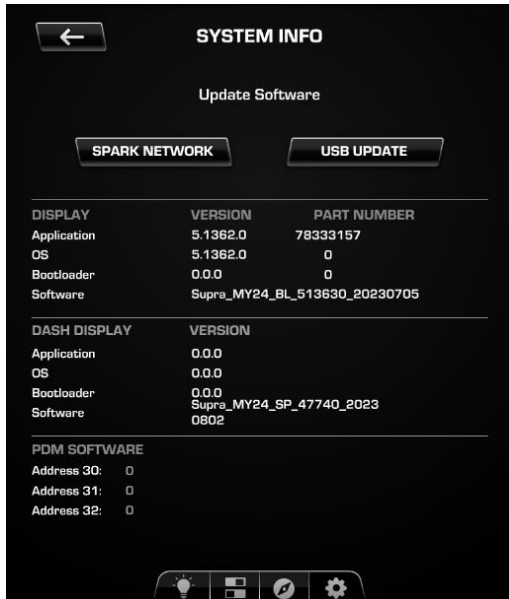 SYSTEM INFO
Update Software
SPARK NETWORK USB UPDATE
DISPLAY VERSION PART NUMBER
Application 5.1362.0 78333157
OS 5.1362.0 0
Bootloader 0.0.0 0
Software Supra_MY24_BL_513630_20230705
DASH DISPLAY VERSION
Application 0.0.0
OS 0.0.0
Bootloader 0.0.0
Software Supra_MY24_SP_47740_2023
0802
PDM SOFTWARE
Address 30: 0
Address 31: 0
Address 32: 0